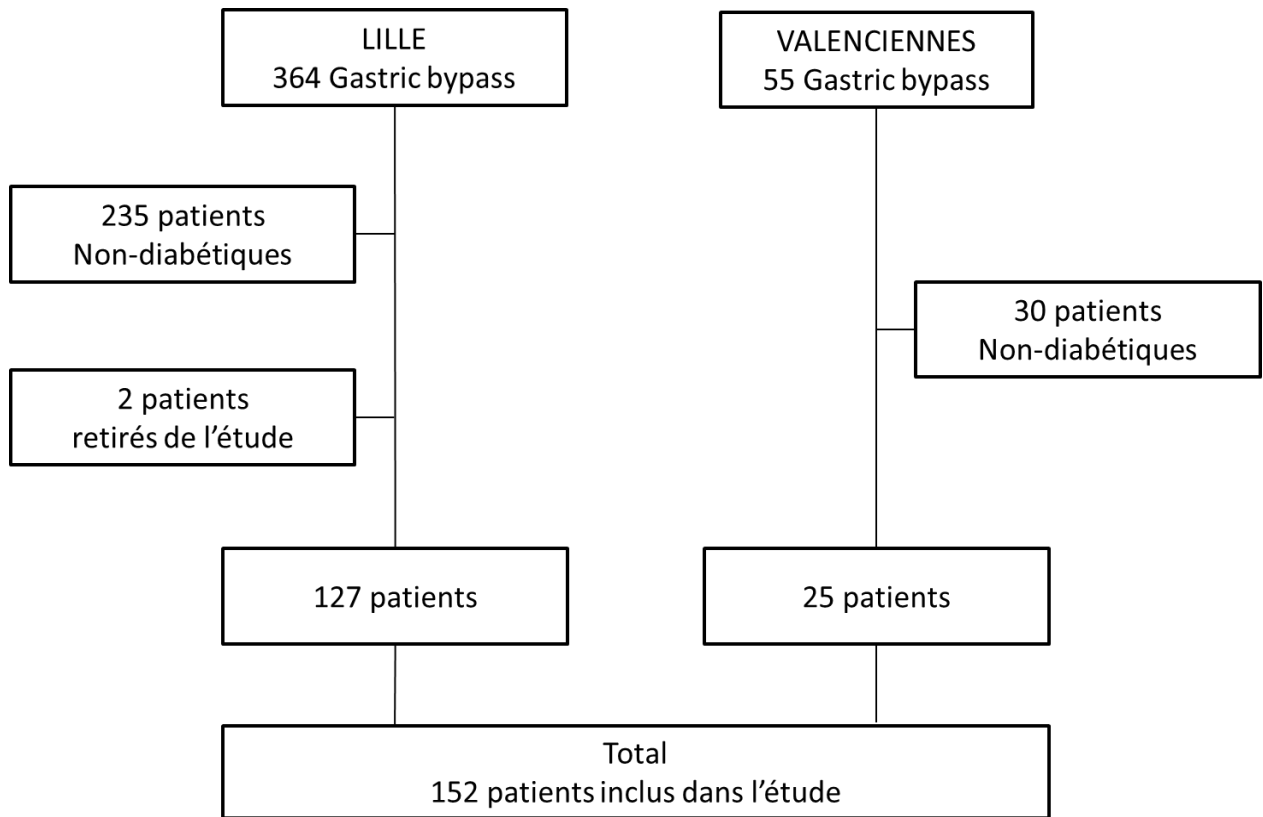 LILLE
364 Gastric bypass
VALENCIENNES
55 Gastric bypass
235 patients
Non-diabétiques
30 patients
Non-diabétiques
2 patients
retirés de l’étude
127 patients
25 patients
Total
152 patients inclus dans l’étude